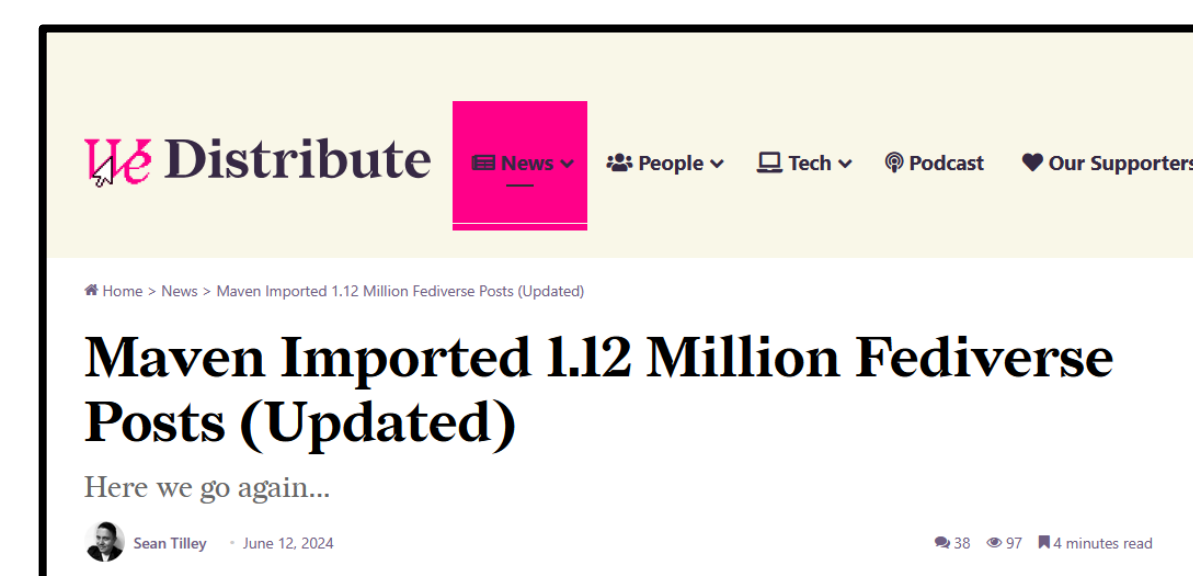 We Distribute
News
People
Tech
Podcast
Our Supporters
Home > News > Maven Imported 1.12 Million Fediverse Posts (Updated)
Maven Imported 1.12 Million Fediverse
Posts (Updated)
Here we go again...
Sean Tilley
June 12, 2024
38
97
4 minutes read